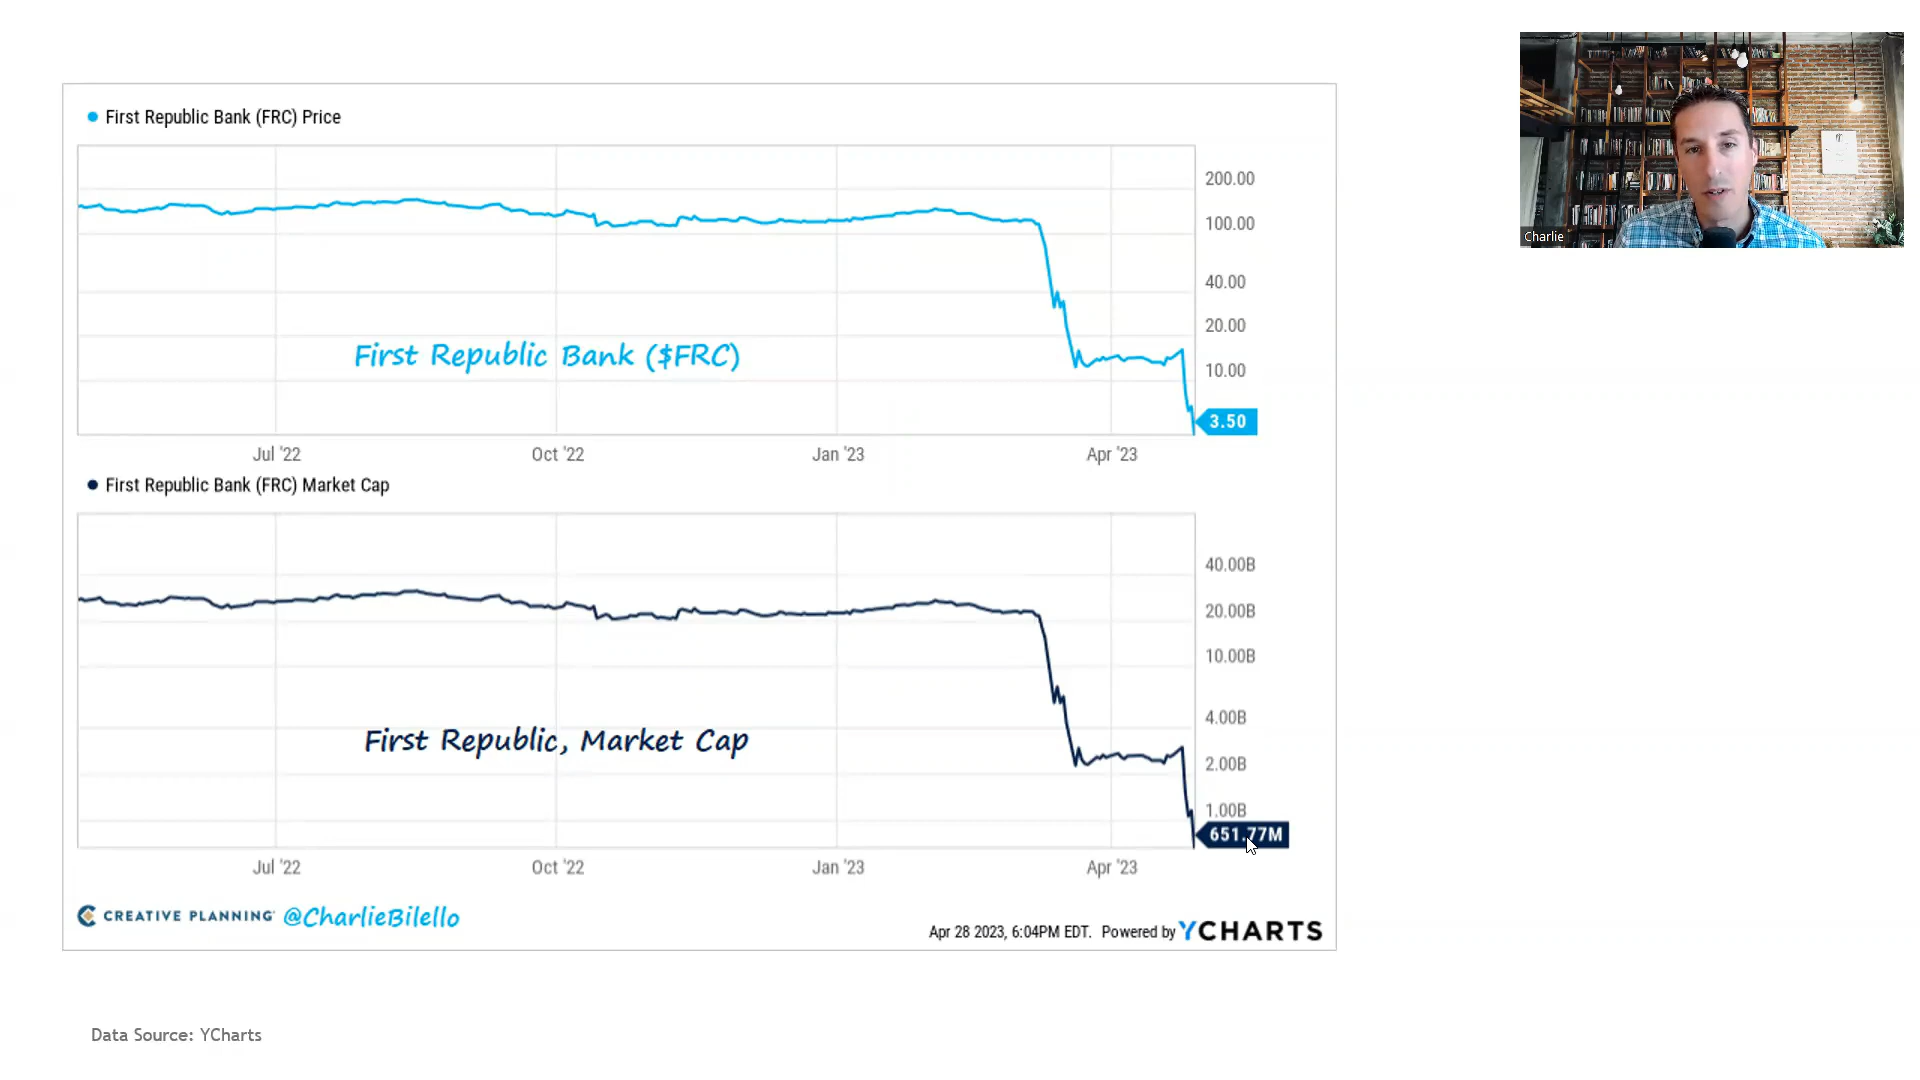 First Republic Bank (FRC) Price
200.00
100.00
40.00
20.00
10.00
3.50
First Republic Bank ($FRC)
Jul '22
Oct '22
Jan '23
Apr '23
First Republic Bank (FRC) Market Cap
40.00B
20.00B
10.00B
4.00B
2.00B
1.00B
651.77M
First Republic, Market Cap
Jul '22
Oct '22
Jan '23
Apr '23
CREATIVE PLANNING @CharlieBilello
Apr 28 2023, 6:04PM EDT. Powered by YCHARTS
Data Source: YCharts
Charlie